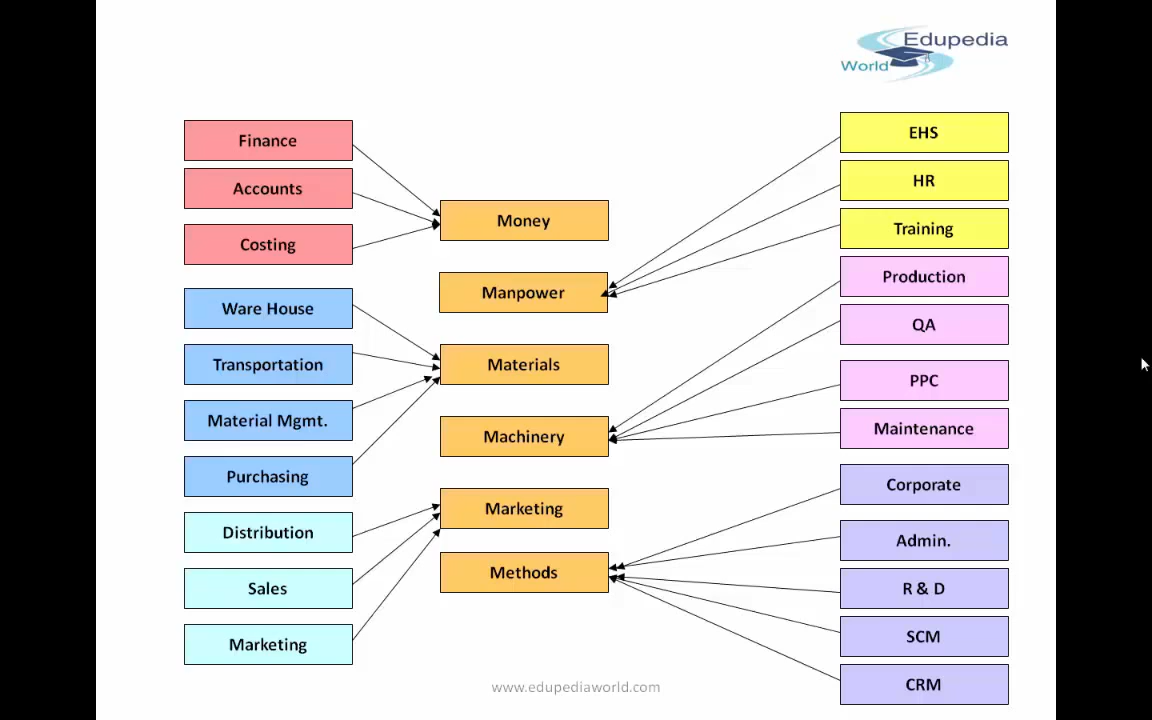 Edupedia
World
Finance
Accounts
Costing
Ware House
Transportation
Material Mgmt.
Purchasing
Distribution
Sales
Marketing
Money
Manpower
Materials
Machinery
Marketing
Methods
EHS
HR
Training
Production
QA
PPC
Maintenance
Corporate
Admin.
R & D
SCM
CRM
www.edupediaworld.com